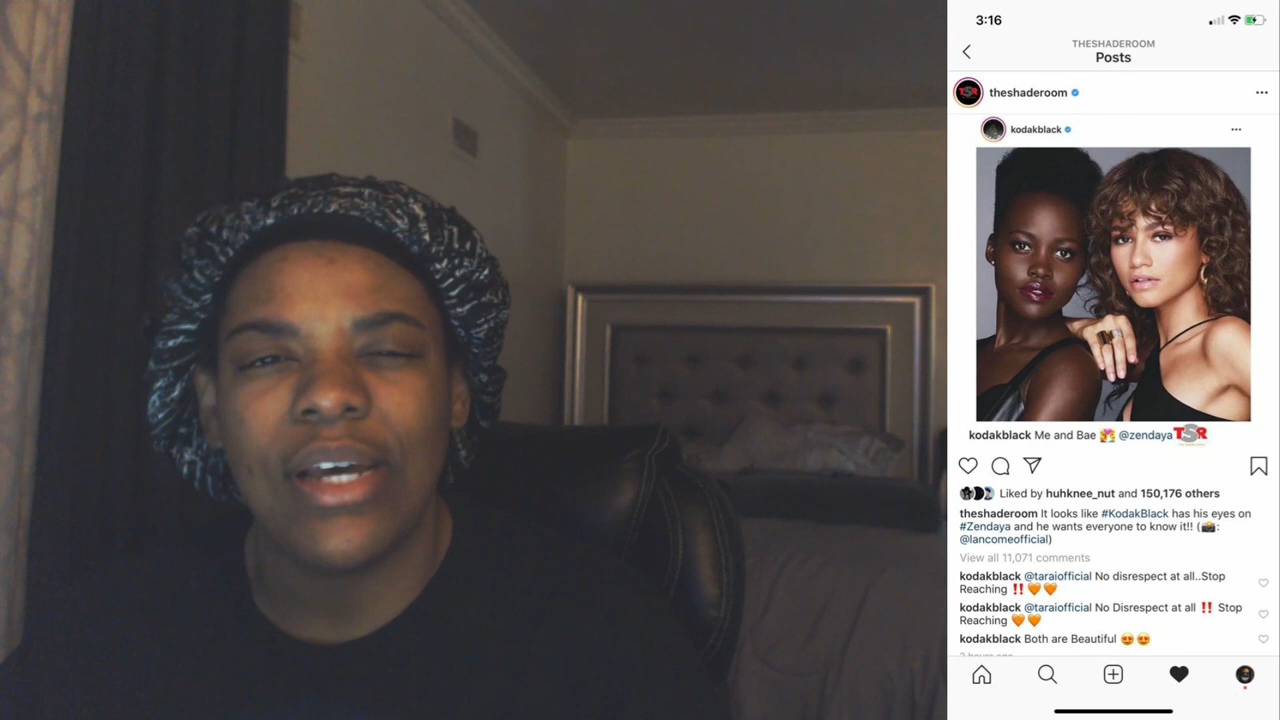 3:16
THESHADEROOM
Posts
theshaderoom
kodakblack
kodakblack Me and Bae 💏 @zendaya TSR
Liked by huhknee_nut and 150,176 others
theshaderoom It looks like #KodakBlack has his eyes on
#Zendaya and he wants everyone to know it!! (📸:
@lancomeofficial)
View all 11,071 comments
kodakblack @taraiofficial No disrespect at all..Stop
Reaching ‼️🧡🧡
kodakblack @taraiofficial No Disrespect at all ‼️ Stop
Reaching 🧡🧡
kodakblack Both are Beautiful 😍😍